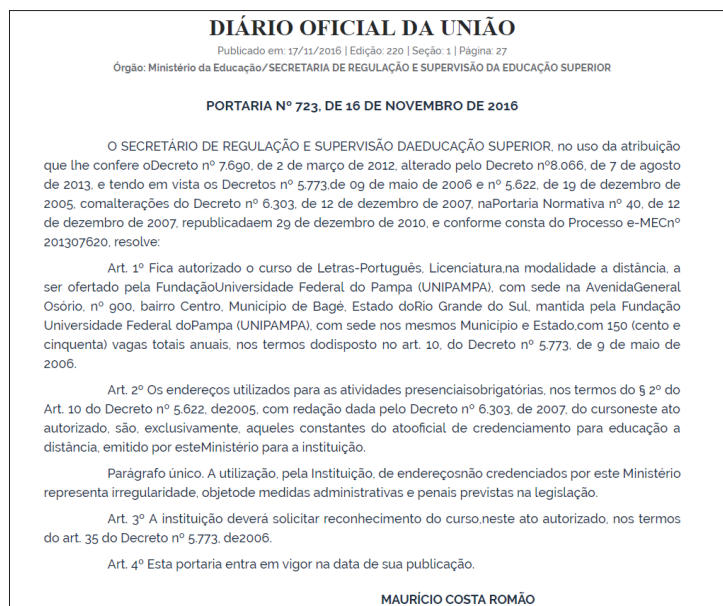 DIÁRIO OFICIAL DA UNIÃO
Publicado em: 17/11/2016 | Edição: 220 | Seção: 1 | Página: 27
Órgão: Ministério da Educação/SECRETARIA DE REGULAÇÃO E SUPERVISÃO DA EDUCAÇÃO SUPERIOR
PORTARIA Nº 723, DE 16 DE NOVEMBRO DE 2016
O SECRETÁRIO DE REGULAÇÃO E SUPERVISÃO DAEDUCAÇÃO SUPERIOR, no uso da atribuição
que lhe confere oDecreto nº 7.690, de 2 de março de 2012, alterado pelo Decreto nº8.066, de 7 de agosto
de 2013, e tendo em vista os Decretos nº 5.773,de 09 de maio de 2006 e nº 5.622, de 19 de dezembro de
2005, comalterações do Decreto nº 6.303, de 12 de dezembro de 2007, naPortaria Normativa nº 40, de 12
de dezembro de 2007, republicadaem 29 de dezembro de 2010, e conforme consta do Processo e-MECnº
201307620, resolve:
Art. 1º Fica autorizado o curso de Letras-Português, Licenciatura,na modalidade a distância, a
ser ofertado pela FundaçãoUniversidade Federal do Pampa (UNIPAMPA), com sede na AvenidaGeneral
Osório, nº 900, bairro Centro, Município de Bagé, Estado doRio Grande do Sul, mantida pela Fundação
Universidade Federal doPampa (UNIPAMPA), com sede nos mesmos Município e Estado,com 150 (cento e
cinquenta) vagas totais anuais, nos termos dodisposto no art. 10, do Decreto nº 5.773, de 9 de maio de
2006.
Art. 2º Os endereços utilizados para as atividades presenciaisobrigatórias, nos termos do § 2º do
Art. 10 do Decreto nº 5.622, de2005, com redação dada pelo Decreto nº 6.303, de 2007, do cursoneste ato
autorizado, são, exclusivamente, aqueles constantes do atooficial de credenciamento para educação a
distância, emitido por esteMinistério para a instituição.
Parágrafo único. A utilização, pela Instituição, de endereçosnão credenciados por este Ministério
representa irregularidade, objetode medidas administrativas e penais previstas na legislação.
Art. 3º A instituição deverá solicitar reconhecimento do curso,neste ato autorizado, nos termos
do art. 35 do Decreto nº 5.773, de2006.
Art. 4º Esta portaria entra em vigor na data de sua publicação.
MAURÍCIO COSTA ROMÃO